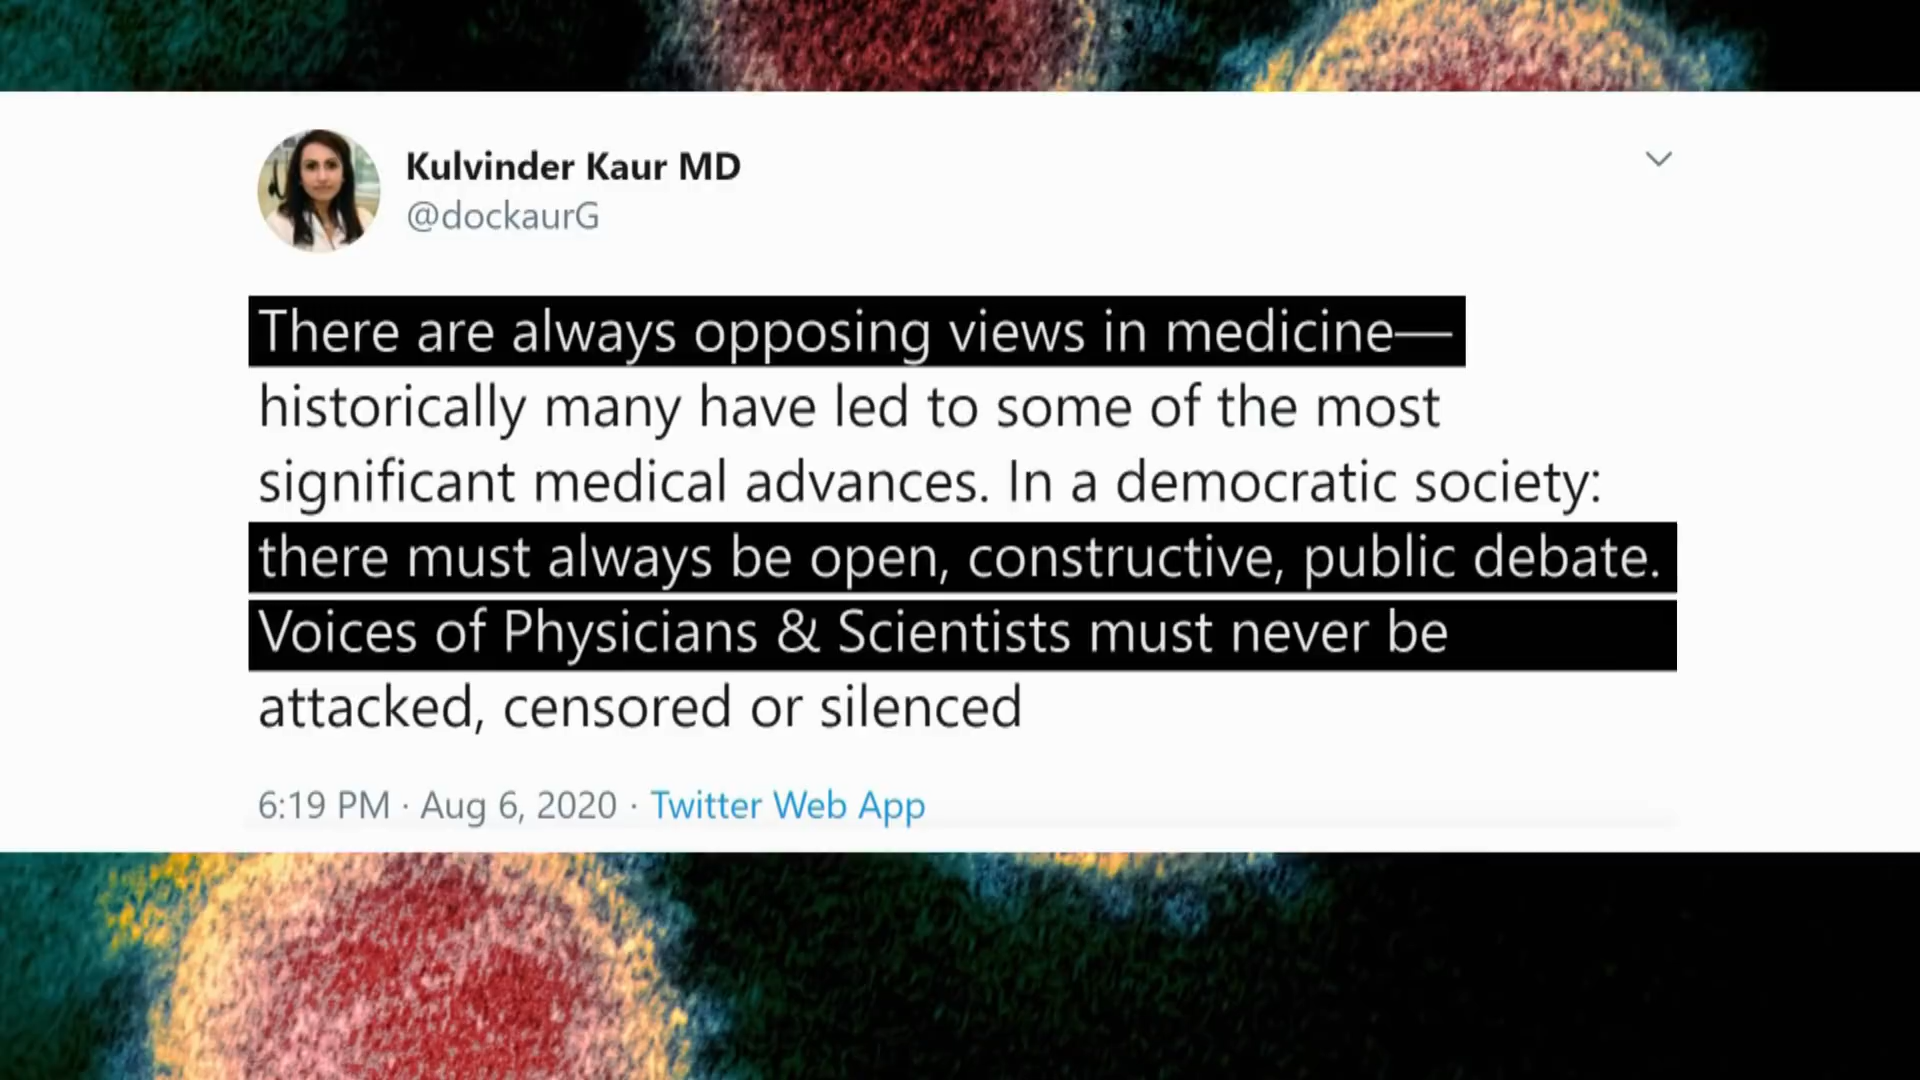 Kulvinder Kaur MD
@dockaurG
There are always opposing views in medicine—
historically many have led to some of the most
significant medical advances. In a democratic society:
there must always be open, constructive, public debate.
Voices of Physicians & Scientists must never be
attacked, censored or silenced
6:19 PM · Aug 6, 2020 · Twitter Web App